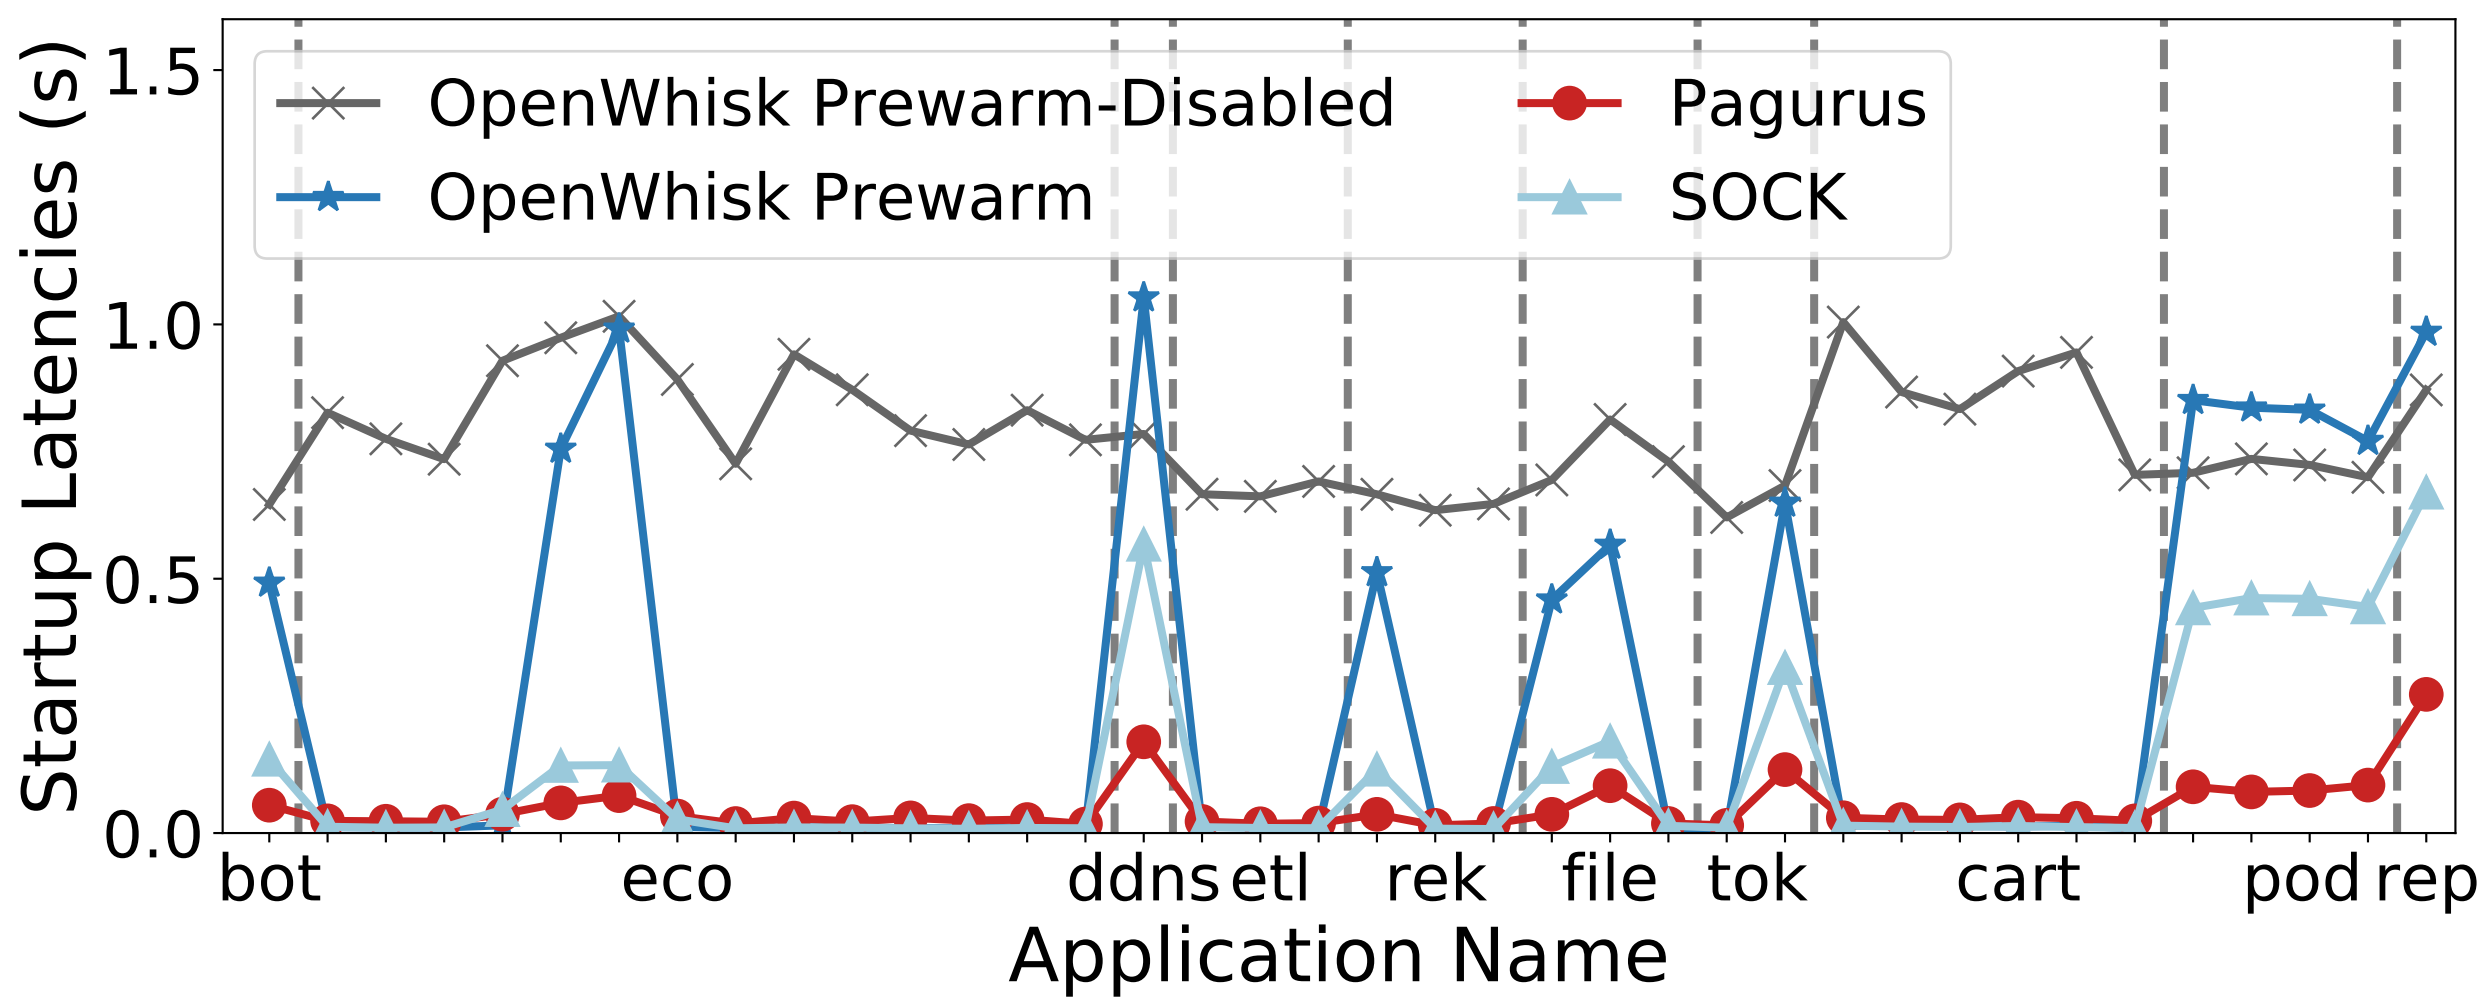 Startup Latencies (s)
1.5
1.0
0.5
0.0
OpenWhisk Prewarm-Disabled
OpenWhisk Prewarm
Pagurus
SOCK
bot eco ddns etl rek file tok cart pod rep
Application Name